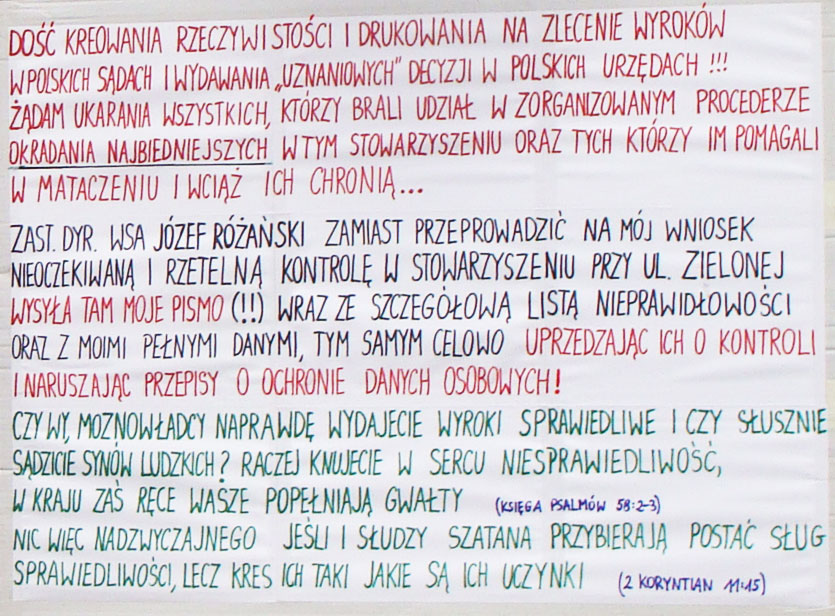 DOŚĆ KREOWANIA RZECZYWISTOŚCI I DRUKOWANIA NA ZLECENIE WYROKÓW
W POLSKICH SĄDACH I WYDAWANIA „UZNANIOWYCH" DECYZJI W POLSKICH URZĘDACH !!!
ŻĄDAM UKARANIA WSZYSTKICH, KTÓRZY BRALI UDZIAŁ W ZORGANIZOWANYM PROCEDERZE
OKRADANIA NAJBIEDNIEJSZYCH W TYM STOWARZYSZENIU ORAZ TYCH KTÓRZY IM POMAGALI
W MATACZENIU I WCIĄŻ ICH CHRONIĄ...
ZAST. DYR. WSA JÓZEF RÓŻAŃSKI ZAMIAST PRZEPROWADZIĆ NA MÓJ WNIOSEK
NIEOCZEKIWANĄ I RZETELNĄ KONTROLĘ W STOWARZYSZENIU PRZY UL. ZIELONEJ
WYSYŁA TAM MOJE PISMO (!!) WRAZ ZE SZCZEGÓŁOWĄ LISTĄ NIEPRAWIDŁOWOŚCI
ORAZ Z MOIMI PEŁNYMI DANYMI, TYM SAMYM CELOWO UPRZEDZAJĄC ICH O KONTROLI
I NARUSZAJĄC PRZEPISY O OCHRONIE DANYCH OSOBOWYCH!
CZY WY, MOZNOWŁADCY NAPRAWDĘ WYDAJECIE WYROKI SPRAWIEDLIWE I CZY SŁUSZNIE
SĄDZICIE SYNÓW LUDZKICH? RACZEJ KNUJECIE W SERCU NIESPRAWIEDLIWOŚĆ,
W KRAJU ZAŚ RĘCE WASZE POPEŁNIAJĄ GWAŁTY (KSIĘGA PSALMÓW 58:2-3)
NIC WIĘC NADZWYCZAJNEGO JEŚLI I SŁUDZY SZATANA PRZYBIERAJĄ POSTAĆ SŁUG
SPRAWIEDLIWOŚCI, LECZ KRES ICH TAKI JAKIE SĄ ICH UCZYNKI (2 KORYNTIAN 11:15)